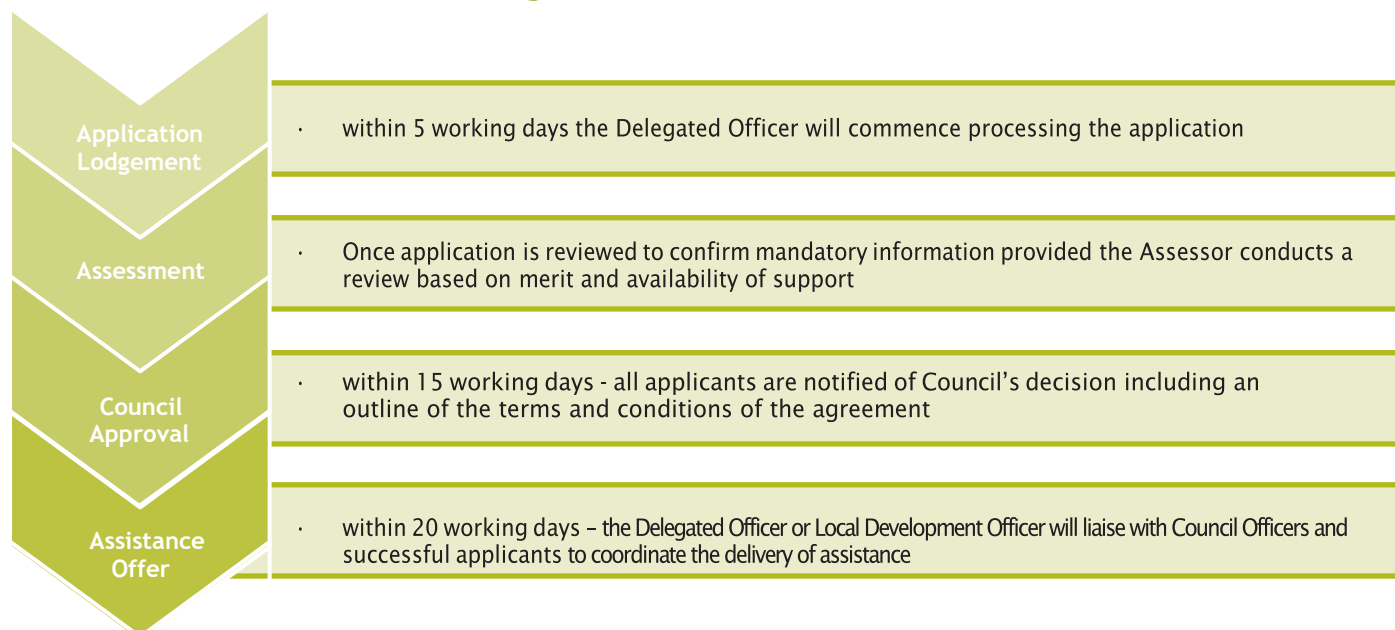 Application
Lodgement
· within 5 working days the Delegated Officer will commence processing the application
Assessment
· Once application is reviewed to confirm mandatory information provided the Assessor conducts a
review based on merit and availability of support
Council
Approval
· within 15 working days - all applicants are notified of Council’s decision including an
outline of the terms and conditions of the agreement
Assistance
Offer
· within 20 working days – the Delegated Officer or Local Development Officer will liaise with Council Officers and
successful applicants to coordinate the delivery of assistance